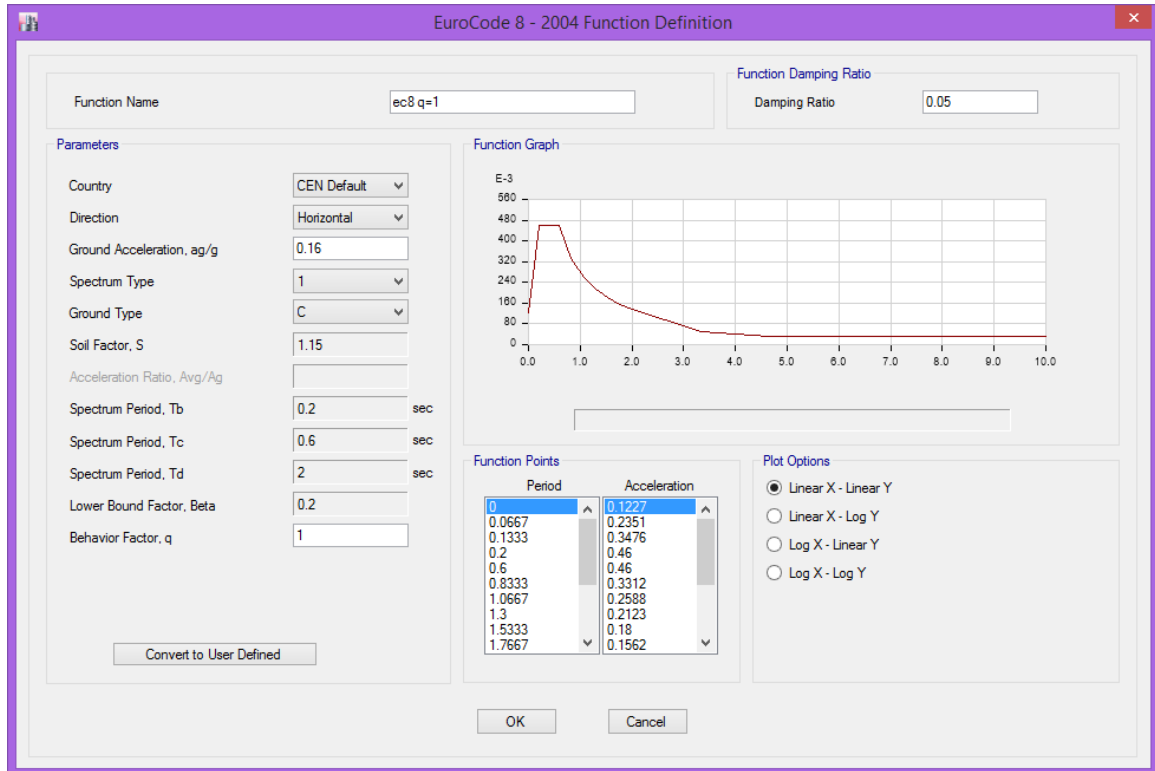 EuroCode 8 - 2004 Function Definition
Function Name
ec8 q=1
Function Damping Ratio
Damping Ratio
0.05
Parameters
Country
CEN Default
Direction
Horizontal
Ground Acceleration, ag/g
0.16
Spectrum Type
1
Ground Type
C
Soil Factor, S
1.15
Acceleration Ratio, Avg/Ag
Spectrum Period, Tb
0.2
sec
Spectrum Period, Tc
0.6
sec
Spectrum Period, Td
2
sec
Lower Bound Factor, Beta
0.2
Behavior Factor, q
1
Convert to User Defined
Function Graph
E-3
560
480
400
320
240
160
80
0
0.0 1.0 2.0 3.0 4.0 5.0 6.0 7.0 8.0 9.0 10.0
Function Points
Period Acceleration
0 0.1227
0.0667 0.2351
0.1333 0.3476
0.2 0.46
0.6 0.46
0.8333 0.3312
1.0667 0.2588
1.3 0.2123
1.5333 0.18
1.7667 0.1562
Plot Options
Linear X - Linear Y
Linear X - Log Y
Log X - Linear Y
Log X - Log Y
OK
Cancel